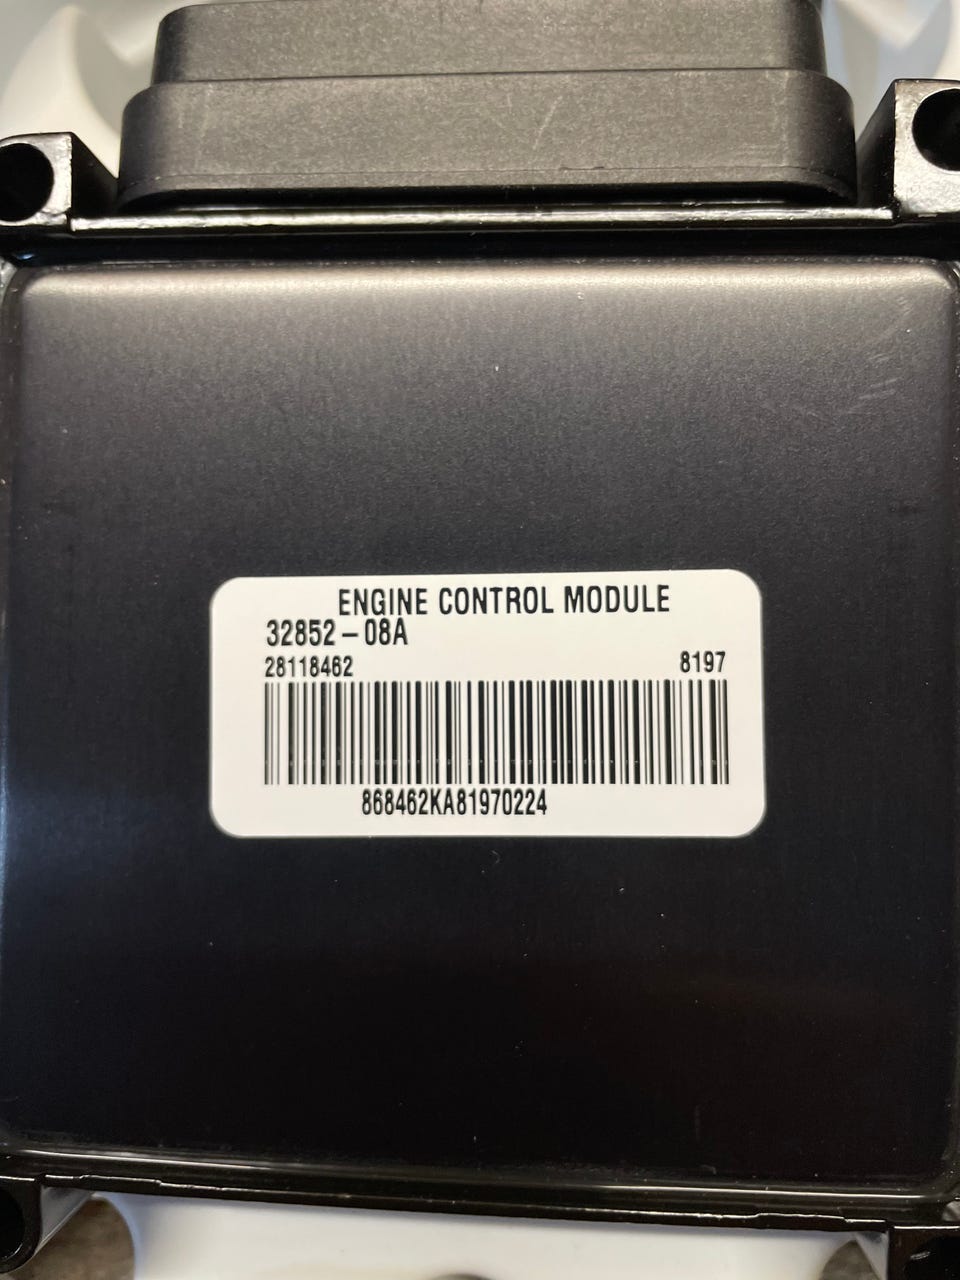 ENGINE CONTROL MODULE
32852-08A
28118462 8197
868462KA81970224